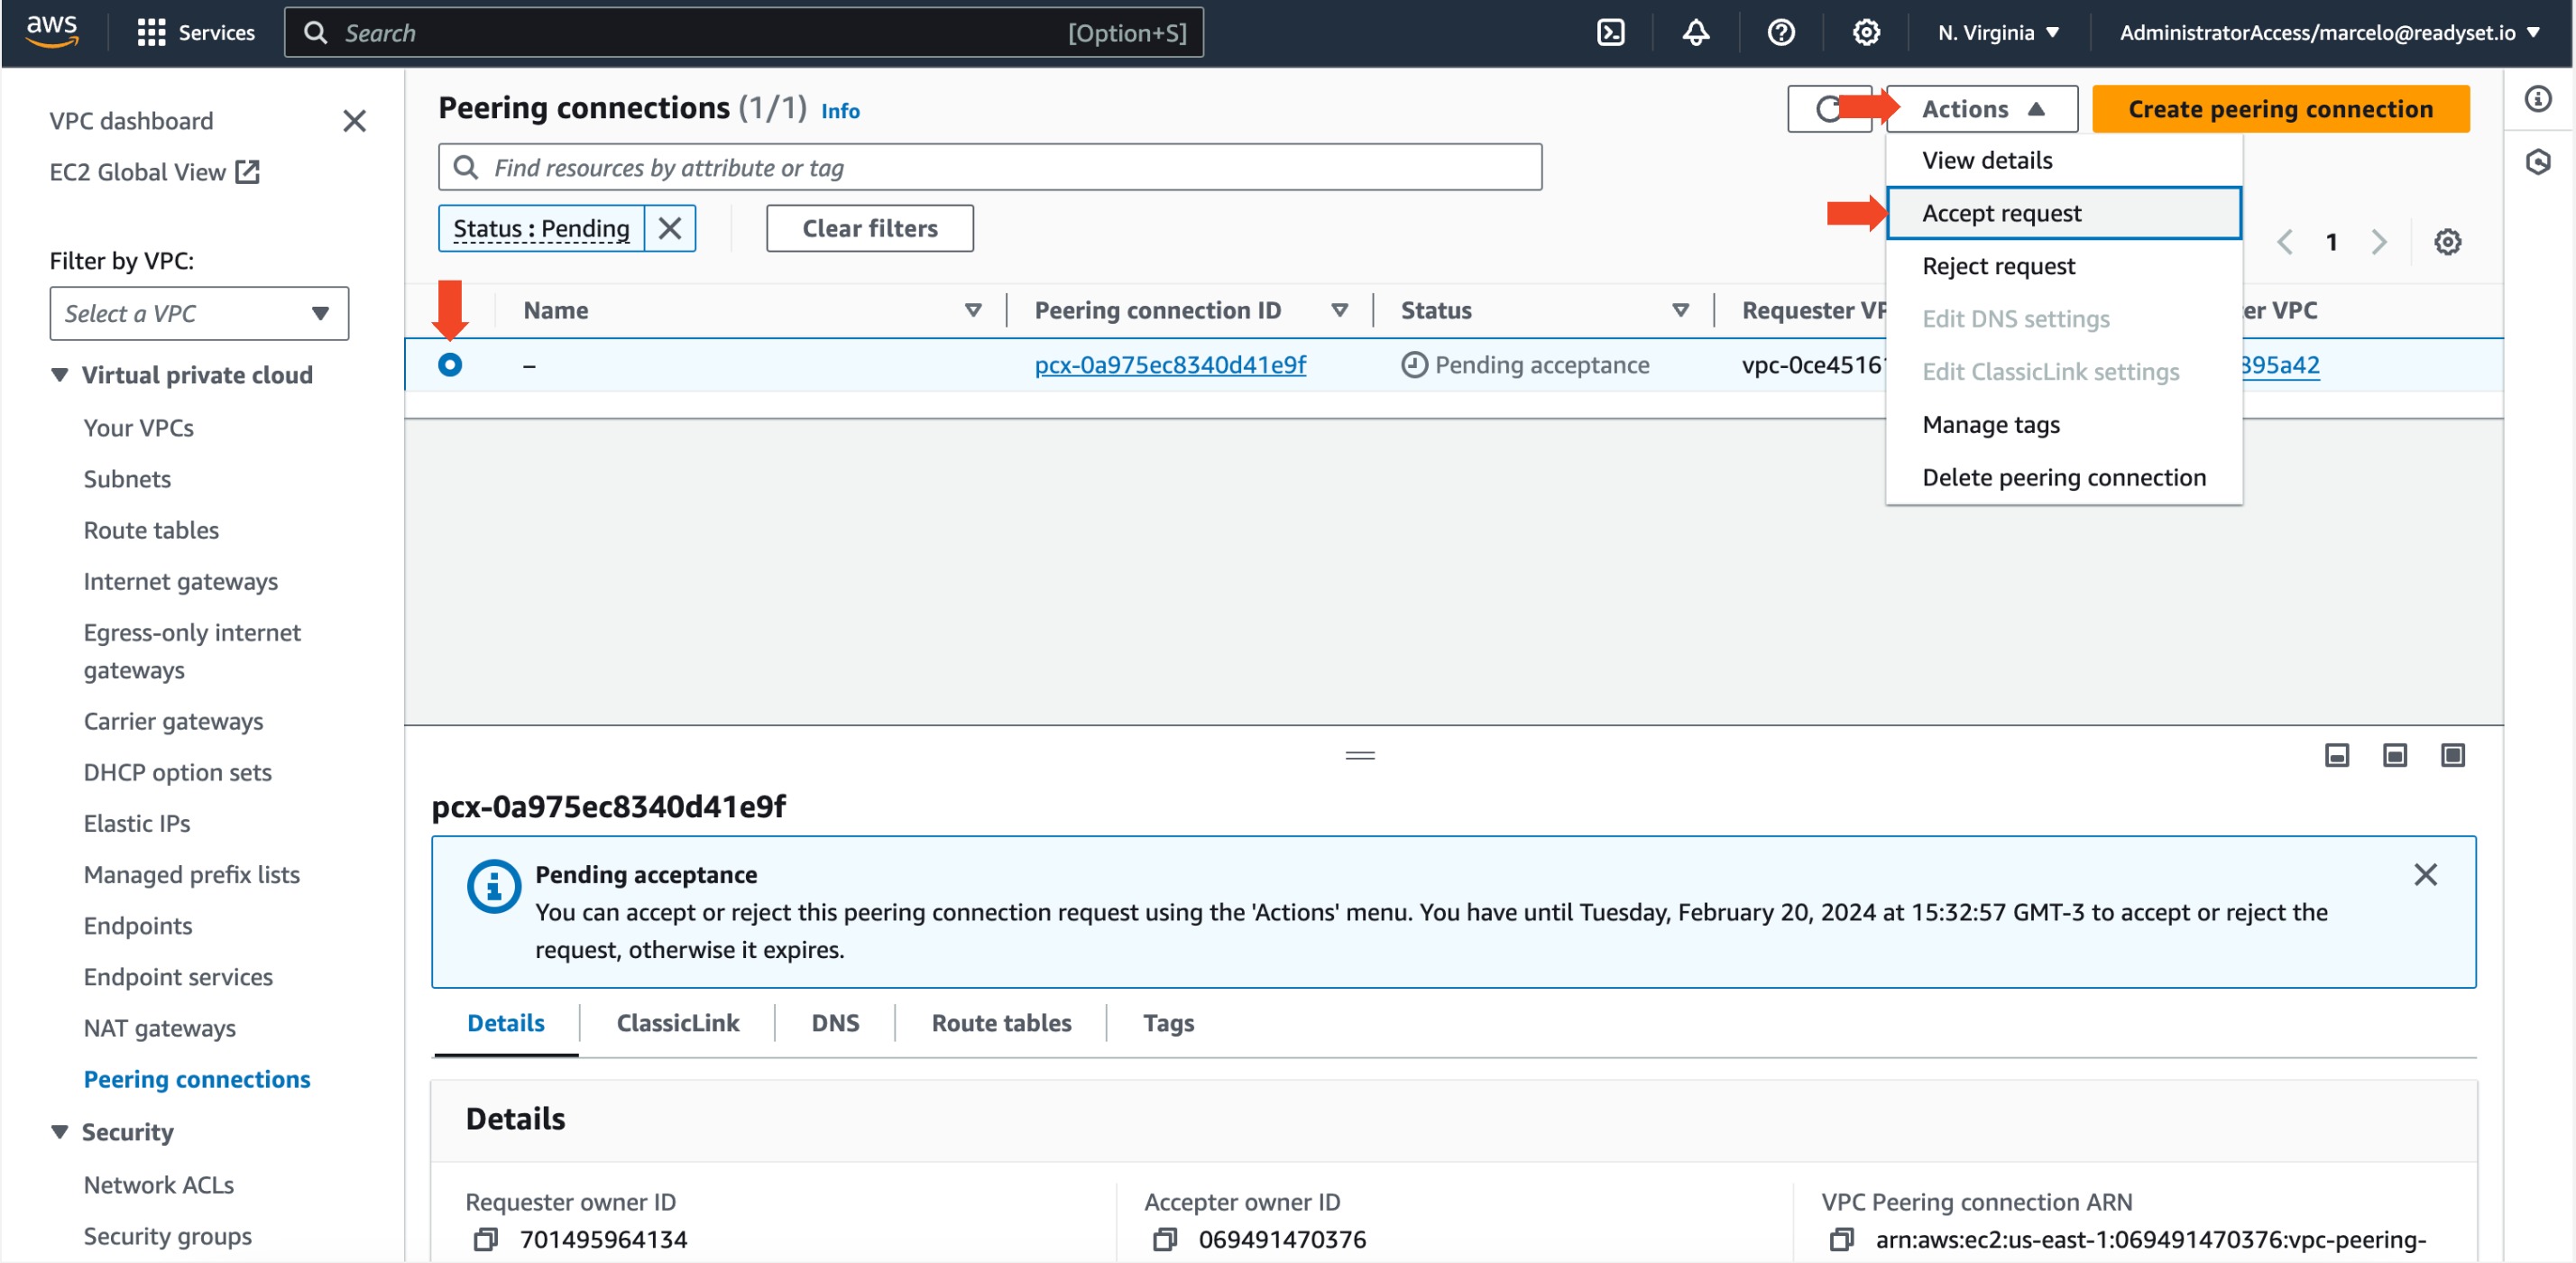 aws
Services
Search
[Option+S]
N. Virginia
AdministratorAccess/marcelo@readyset.io
VPC dashboard
EC2 Global View
Filter by VPC:
Select a VPC
Virtual private cloud
Your VPCs
Subnets
Route tables
Internet gateways
Egress-only internet
gateways
Carrier gateways
DHCP option sets
Elastic IPs
Managed prefix lists
Endpoints
Endpoint services
NAT gateways
Peering connections
Security
Network ACLs
Security groups
Peering connections (1/1) Info
Actions
Create peering connection
Find resources by attribute or tag
Status : Pending
Clear filters
View details
Accept request
Reject request
Edit DNS settings
Edit ClassicLink settings
Manage tags
Delete peering connection
1
Name
Peering connection ID
Status
Requester VP
er VPC
–
pcx-0a975ec8340d41e9f
Pending acceptance
vpc-0ce4516
895a42
pcx-0a975ec8340d41e9f
Pending acceptance
You can accept or reject this peering connection request using the 'Actions' menu. You have until Tuesday, February 20, 2024 at 15:32:57 GMT-3 to accept or reject the
request, otherwise it expires.
Details
ClassicLink
DNS
Route tables
Tags
Details
Requester owner ID
701495964134
Accepter owner ID
069491470376
VPC Peering connection ARN
arn:aws:ec2:us-east-1:069491470376:vpc-peering-